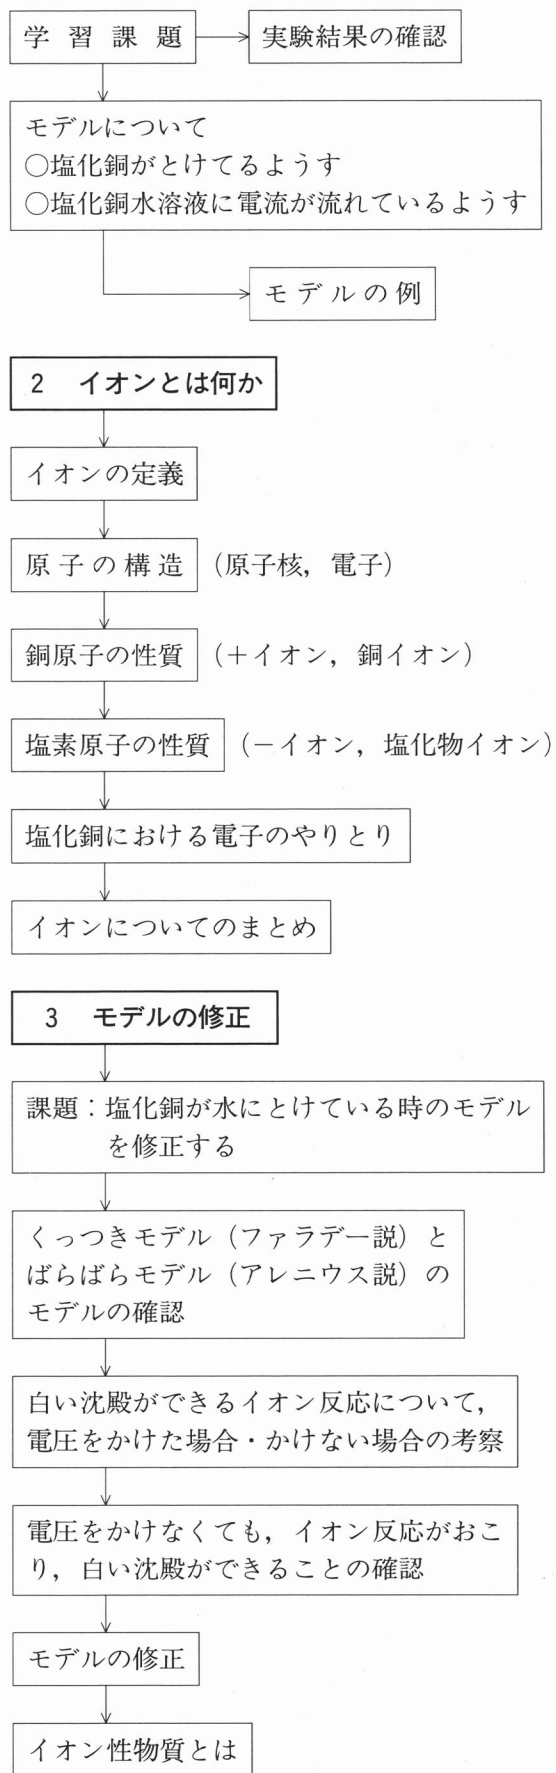 学習課題
実験結果の確認
モデルについて
○塩化銅がとけてるようす
○塩化銅水溶液に電流が流れているようす
モデルの例
2 イオンとは何か
イオンの定義
原子の構造 (原子核, 電子)
銅原子の性質 (+イオン, 銅イオン)
塩素原子の性質 (-イオン, 塩化物イオン)
塩化銅における電子のやりとり
イオンについてのまとめ
3 モデルの修正
課題:塩化銅が水にとけている時のモデル
を修正する
くっつきモデル (ファラデー説) と
ばらばらモデル (アレニウス説) の
モデルの確認
白い沈殿ができるイオン反応について,
電圧をかけた場合・かけない場合の考察
電圧をかけなくても, イオン反応がおこ
り, 白い沈殿ができることの確認
モデルの修正
イオン性物質とは